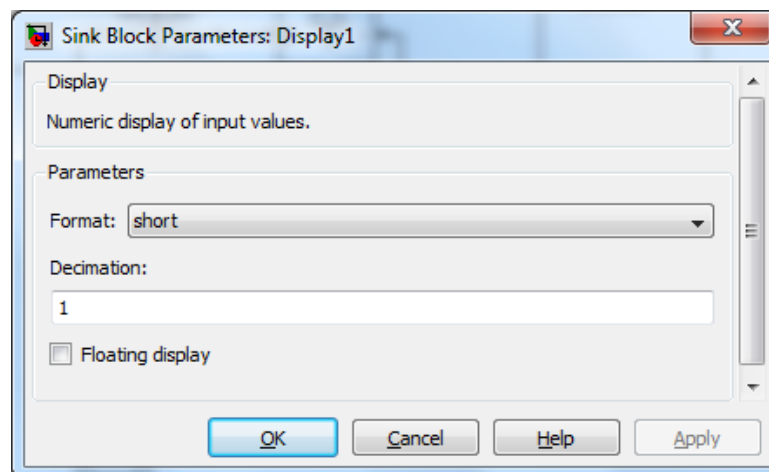 Sink Block Parameters: Display1
Display
Numeric display of input values.
Parameters
Format: short
Decimation:
1
Floating display
OK Cancel Help Apply